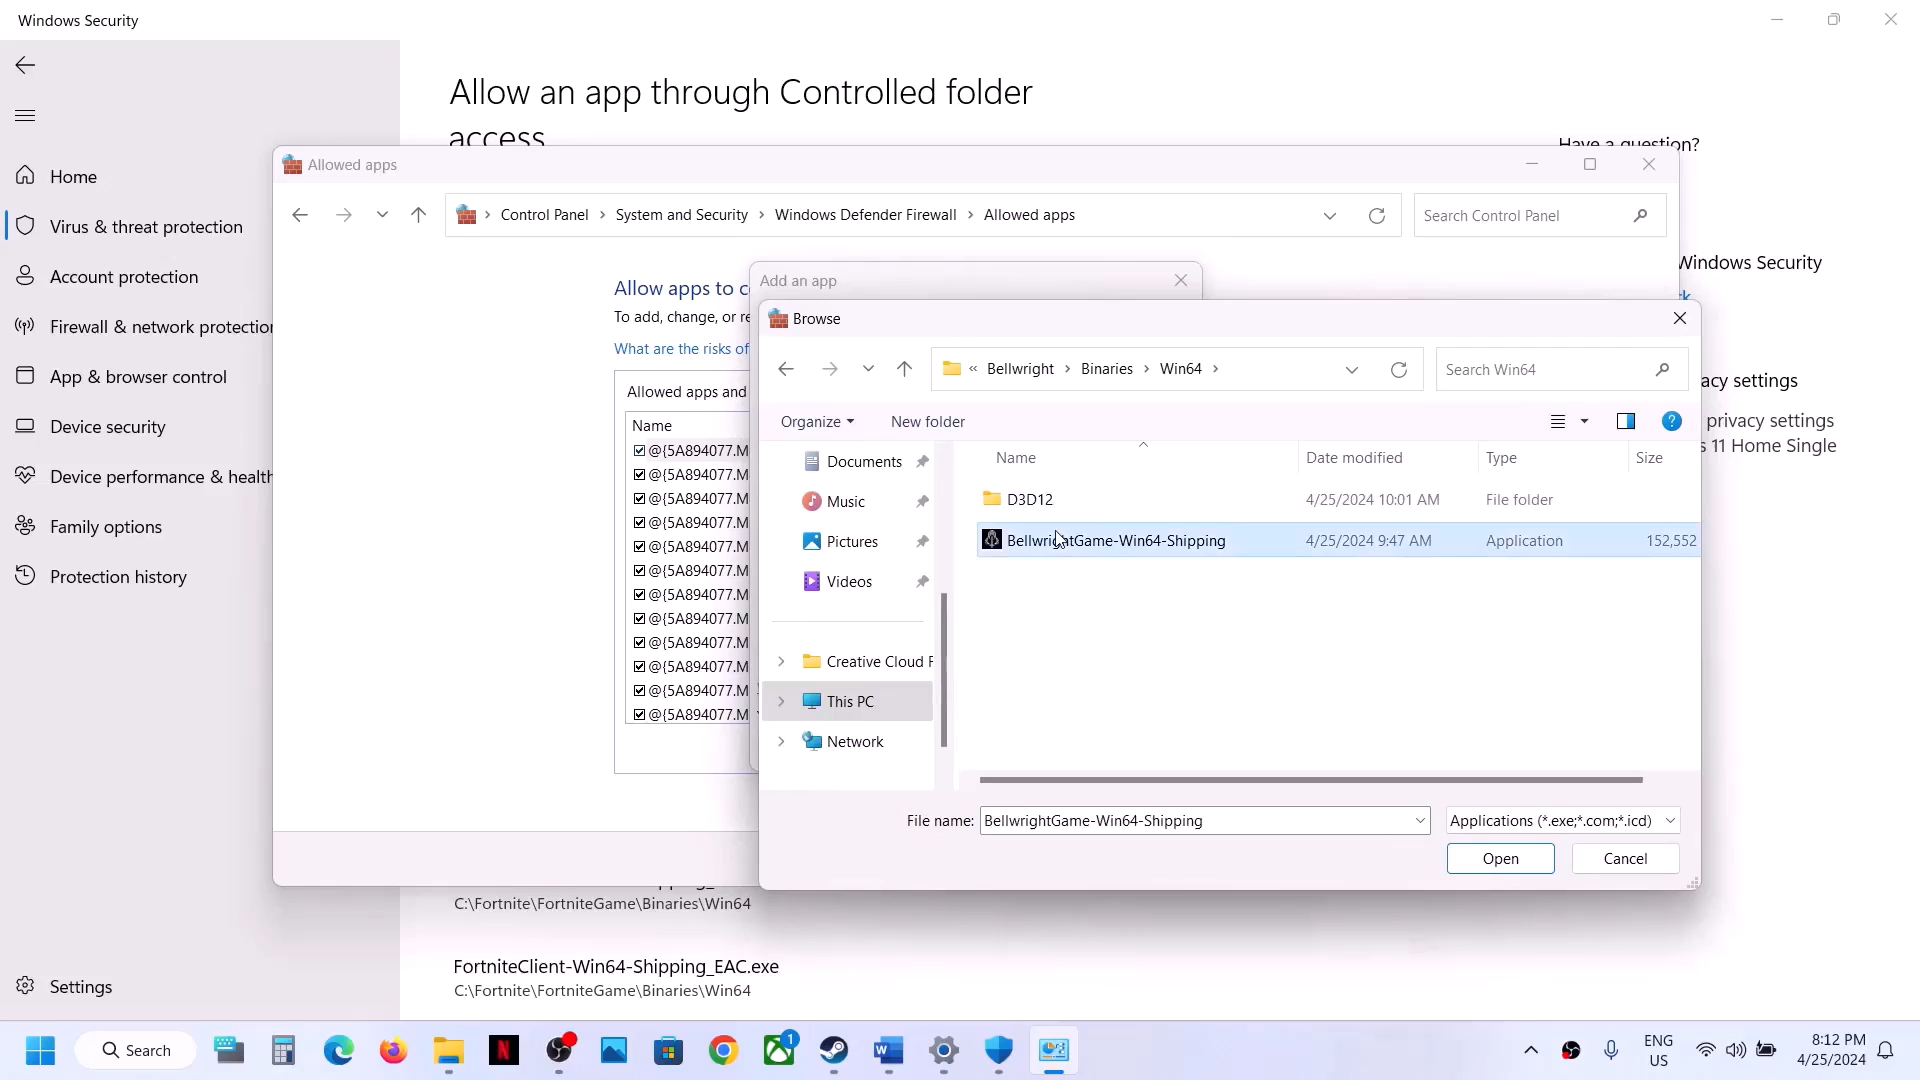 Windows Security
Allow an app through Controlled folder
access
Have a question?
Home
Virus & threat protection
Account protection
Firewall & network protection
App & browser control
Device security
Device performance & health
Family options
Protection history
Settings
Windows Security
acy settings
privacy settings
11 Home Single
Allowed apps
Control Panel › System and Security › Windows Defender Firewall › Allowed apps
Search Control Panel
Allow apps to c
To add, change, or re
What are the risks of
Allowed apps and
Name
@{5A894077.M
@{5A894077.M
@{5A894077.M
@{5A894077.M
@{5A894077.M
@{5A894077.M
@{5A894077.M
@{5A894077.M
@{5A894077.M
@{5A894077.M
@{5A894077.M
@{5A894077.M
Add an app
Browse
« Bellwright › Binaries › Win64 ›
Search Win64
Organize
New folder
Documents
Music
Pictures
Videos
Creative Cloud F
This PC
Network
Name Date modified Type Size
D3D12 4/25/2024 10:01 AM File folder
BellwrightGame-Win64-Shipping 4/25/2024 9:47 AM Application 152,552
File name: BellwrightGame-Win64-Shipping
Applications (*.exe;*.com;*.icd)
Open
Cancel
C:\Fortnite\FortniteGame\Binaries\Win64
FortniteClient-Win64-Shipping_EAC.exe
C:\Fortnite\FortniteGame\Binaries\Win64
Search
1
ENG
US
8:12 PM
4/25/2024